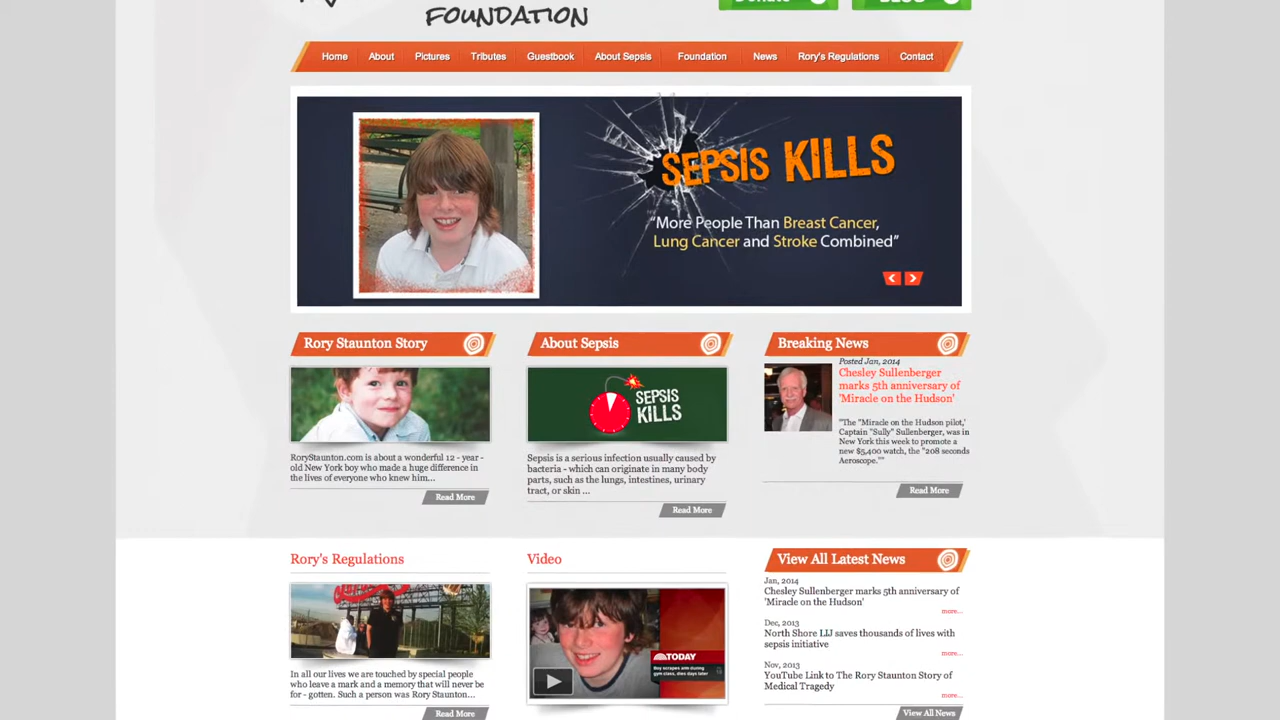 FOUNDATION
Home About Pictures Tributes Guestbook About Sepsis Foundation News Rory's Regulations Contact
SEPSIS KILLS
“More People Than Breast Cancer,
Lung Cancer and Stroke Combined”
Rory Staunton Story
RoryStaunton.com is about a wonderful 12 - year -
old New York boy who made a huge difference in
the lives of everyone who knew him...
Read More
About Sepsis
SEPSIS
KILLS
Sepsis is a serious infection usually caused by
bacteria - which can originate in many body
parts, such as the lungs, intestines, urinary
tract, or skin ...
Read More
Breaking News
Posted Jan, 2014
Chesley Sullenberger
marks 5th anniversary of
'Miracle on the Hudson'
"The "Miracle on the Hudson pilot,'
Captain "Sully" Sullenberger, was in
New York this week to promote a
new $5,400 watch, the "208 seconds
Aeroscope.""
Read More
Rory's Regulations
In all our lives we are touched by special people
who leave a mark and a memory that will never be
for - gotten. Such a person was Rory Staunton...
Read More
Video
TODAY
Boy scrapes arm during
gym class, dies days later
View All Latest News
Jan, 2014
Chesley Sullenberger marks 5th anniversary of
'Miracle on the Hudson'
more...
Dec, 2013
North Shore LIJ saves thousands of lives with
sepsis initiative
more...
Nov, 2013
YouTube Link to The Rory Staunton Story of
Medical Tragedy
more...
View All News